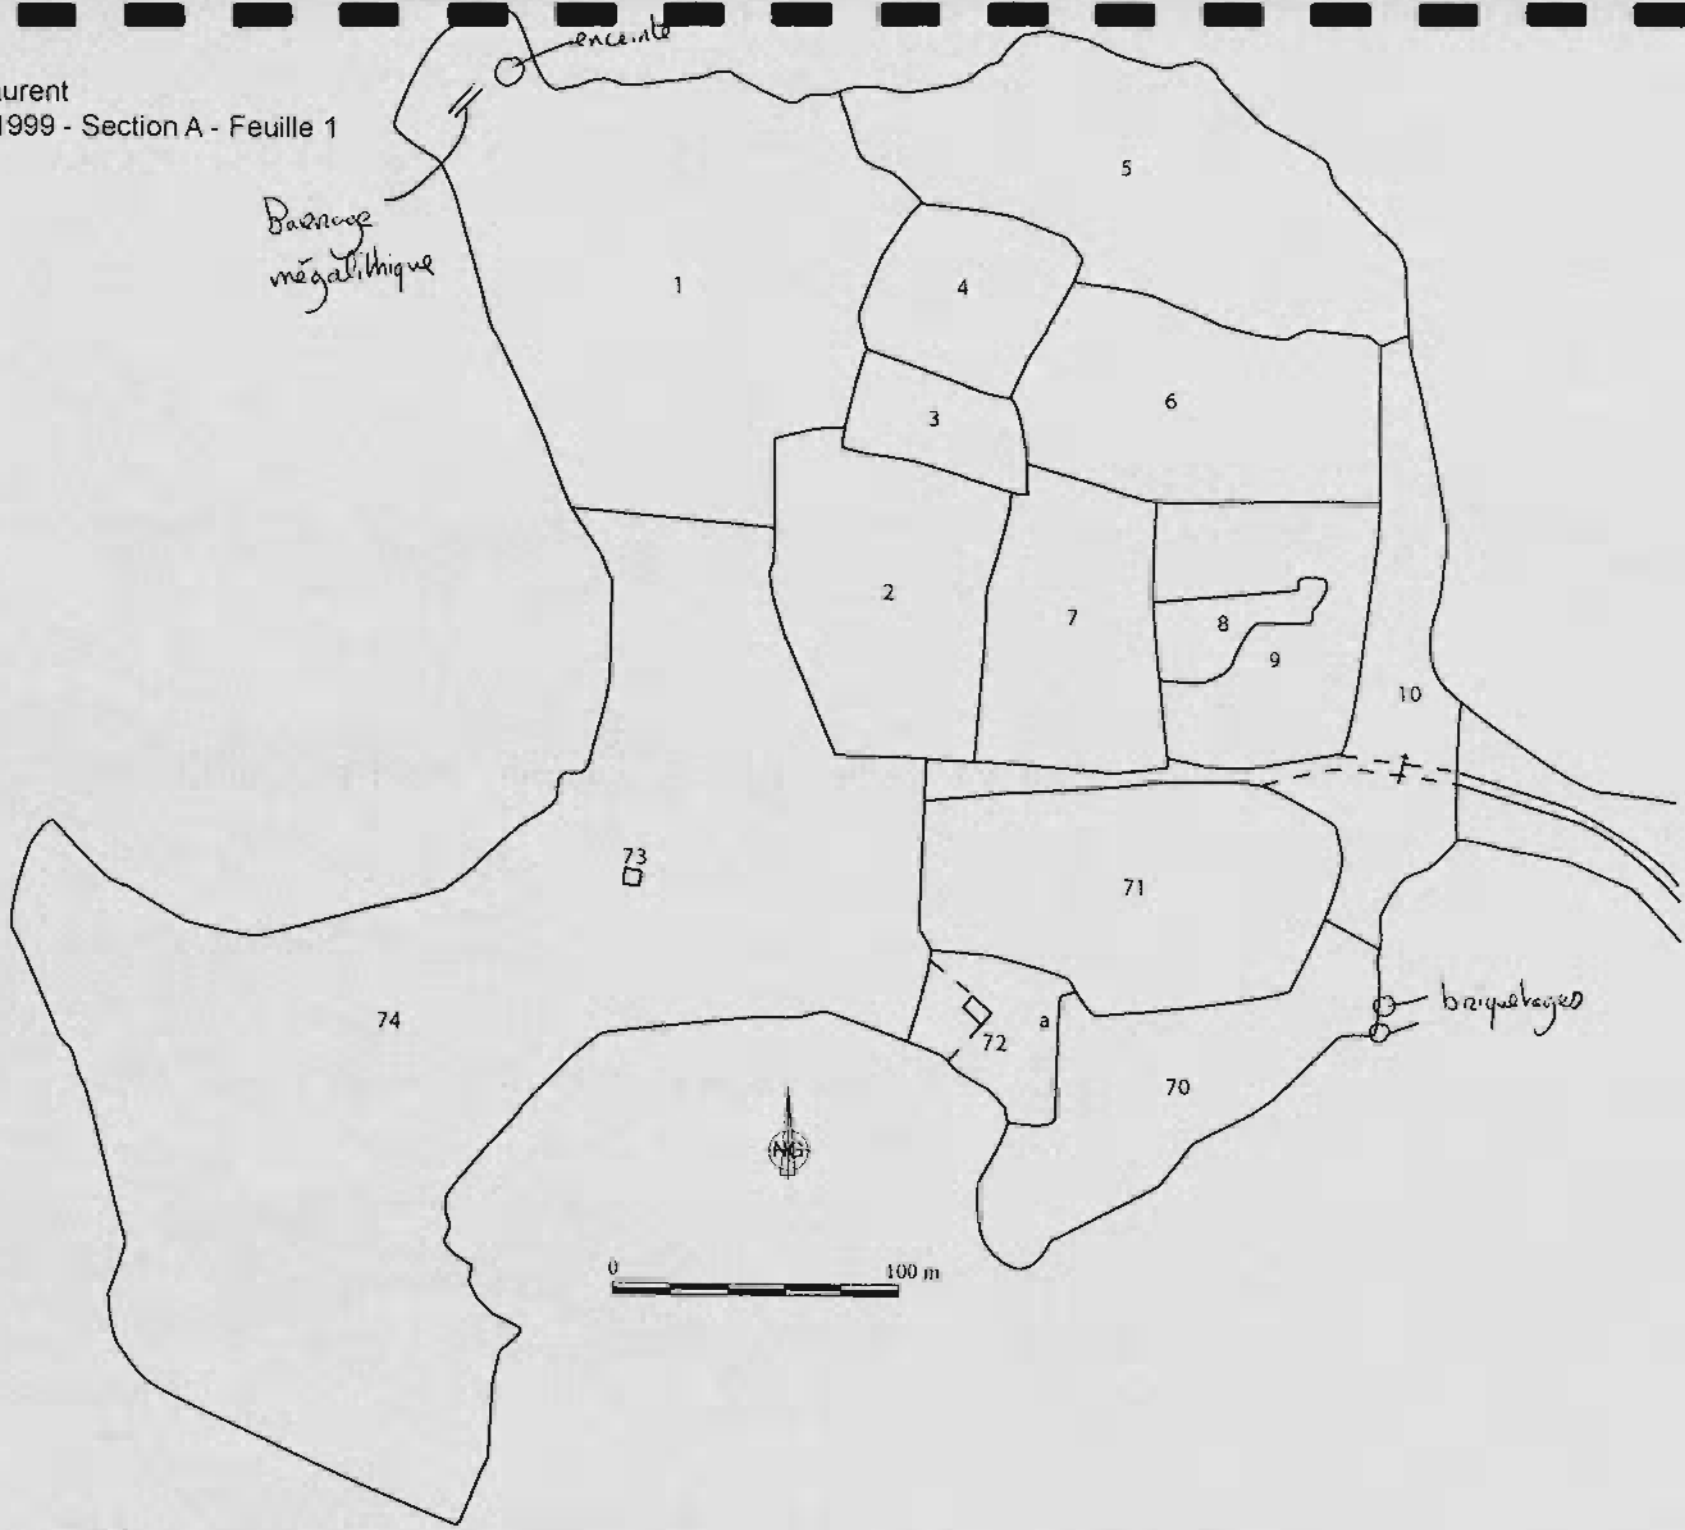 enceinte
urent
1999 - Section A - Feuille 1
Barrage
mégalithique
5
1
4
3
6
2
7
8
9
10
73
71
74
72
a
70
briquetages
NG
0 100 m